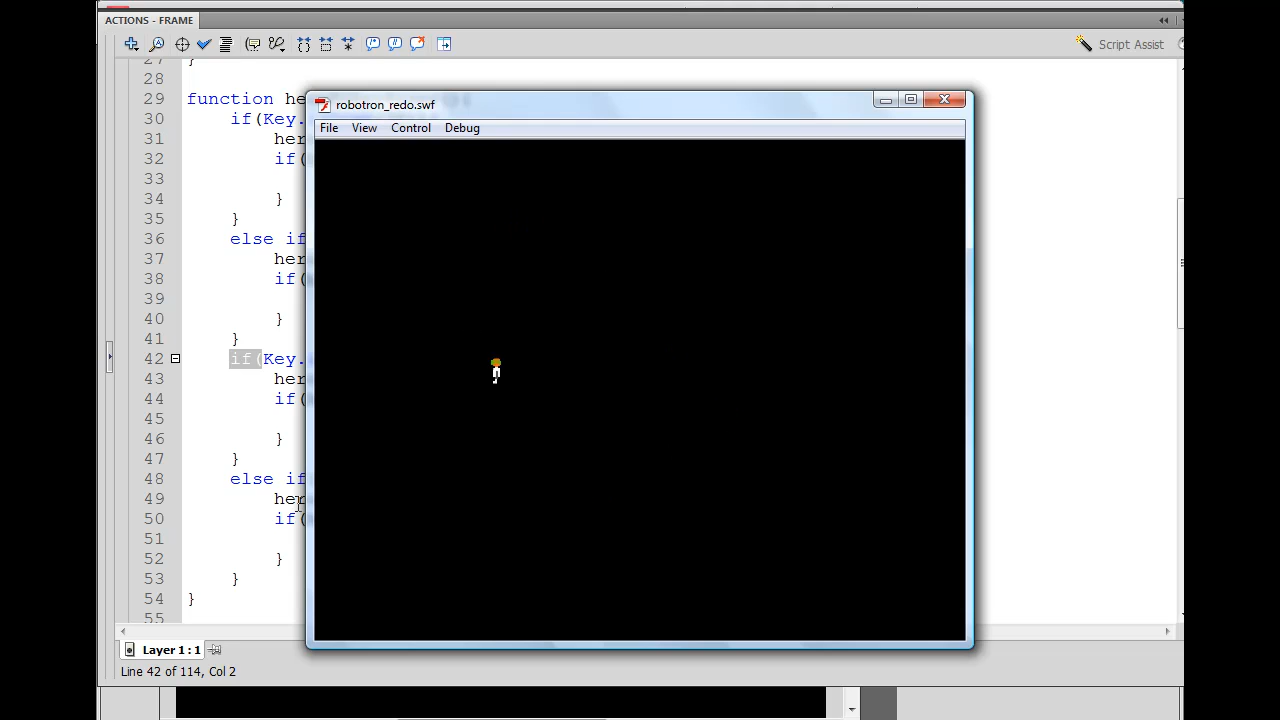 ACTIONS - FRAME
Script Assist
27 }
28
29 function he
30 if(Key.
31 her
32 if(
33
34 }
35 }
36 else if
37 her
38 if(
39
40 }
41 }
42 if(Key.
43 her
44 if(
45
46 }
47 }
48 else if
49 her
50 if(
51
52 }
53 }
54 }
55
robotron_redo.swf
File View Control Debug
Layer 1 : 1
Line 42 of 114, Col 2